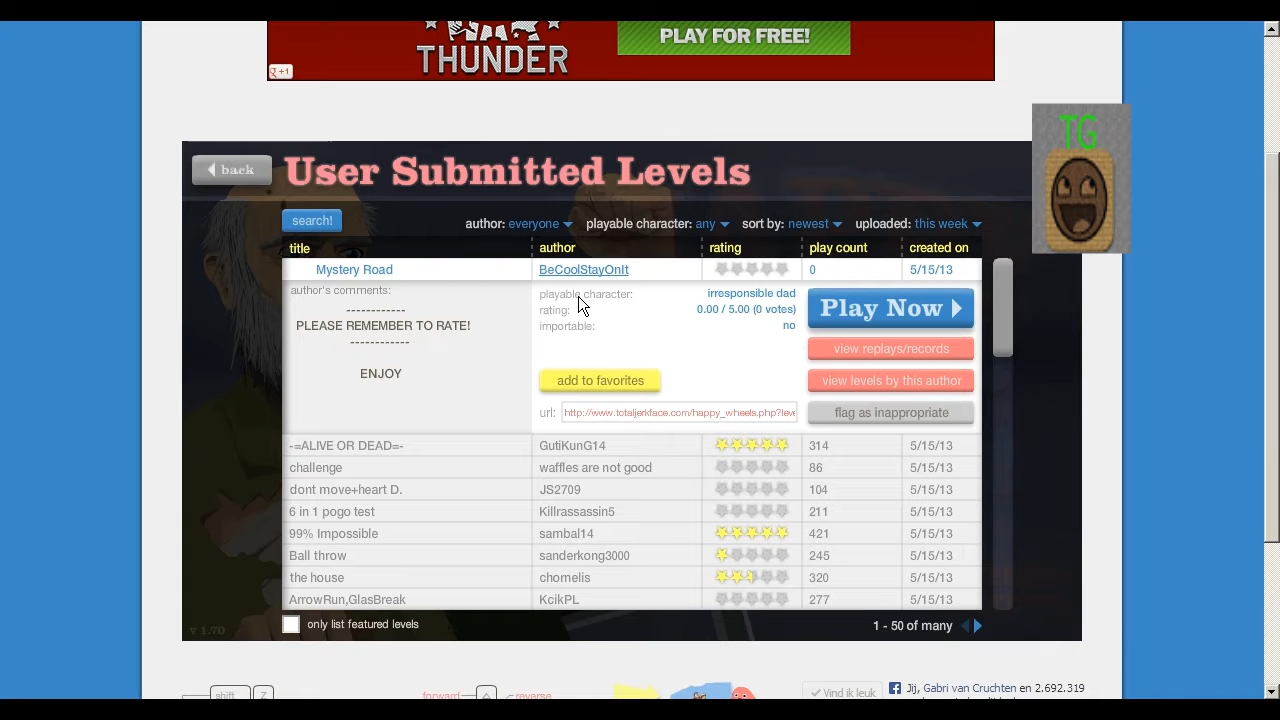 THUNDER
PLAY FOR FREE!
+1
TG
back
User Submitted Levels
search!
author: everyone playable character: any sort by: newest uploaded: this week
title author rating play count created on
Mystery Road BeCoolStayOnIt 0 5/15/13
author's comments:
------------
PLEASE REMEMBER TO RATE!
------------
ENJOY
playable character: irresponsible dad
rating: 0.00 / 5.00 (0 votes)
importable: no
add to favorites
url: http://www.totaljerkface.com/happy_wheels.php?leve
Play Now
view replays/records
view levels by this author
flag as inappropriate
-=ALIVE OR DEAD=- GutiKunG14 314 5/15/13
challenge waffles are not good 86 5/15/13
dont move+heart D. JS2709 104 5/15/13
6 in 1 pogo test Killrassassin5 211 5/15/13
99% Impossible sambal14 421 5/15/13
Ball throw sanderkong3000 245 5/15/13
the house chomelis 320 5/15/13
ArrowRun,GlasBreak KcikPL 277 5/15/13
only list featured levels 1 - 50 of many
v 1.70
shift Z forward reverse
Vind ik leuk Jij, Gabri van Cruchten en 2.692.319